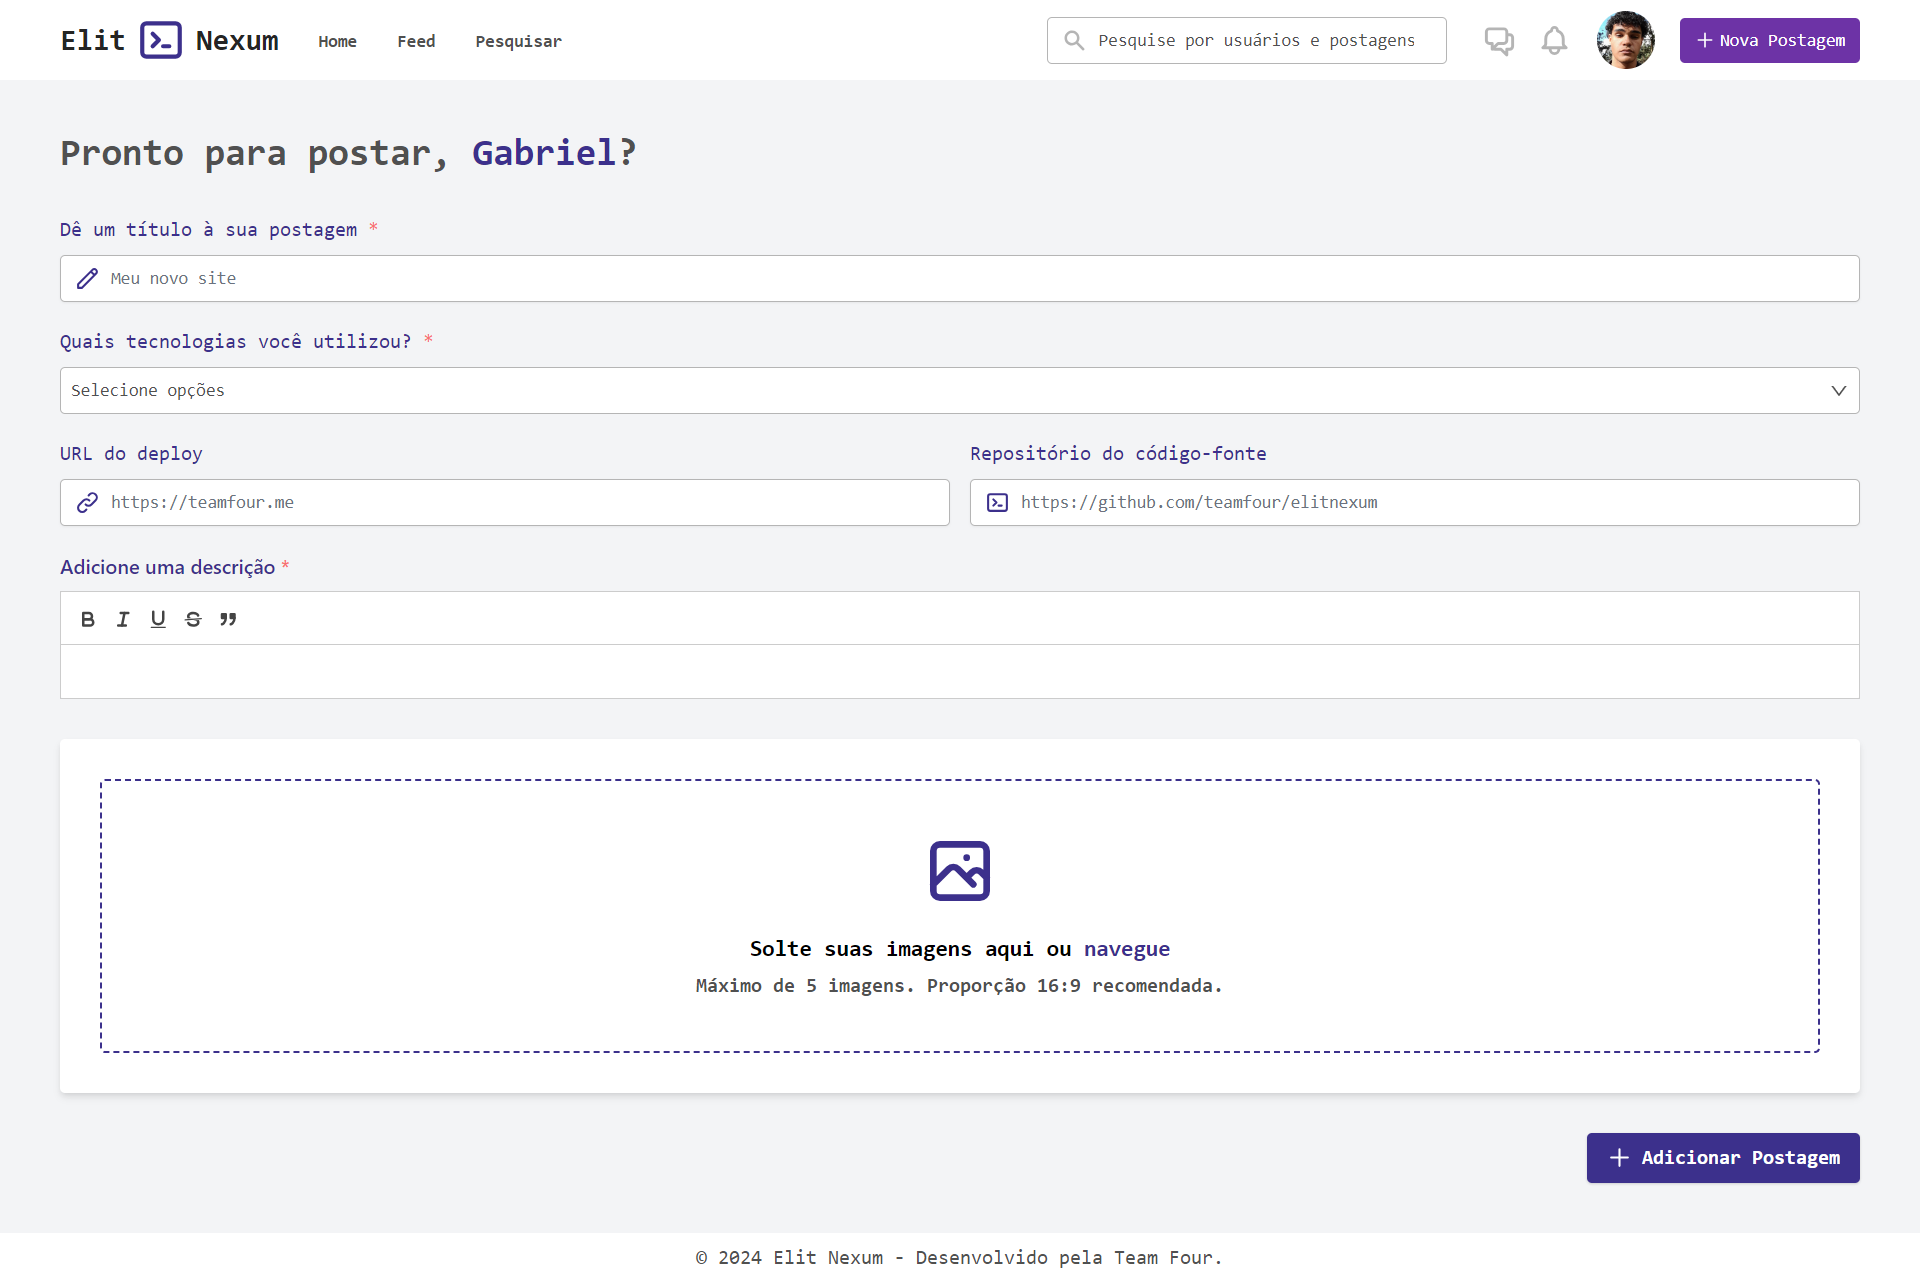 Elit Nexum Home Feed Pesquisar Pesquise por usuários e postagens + Nova Postagem
Pronto para postar, Gabriel?
Dê um título à sua postagem *
Meu novo site
Quais tecnologias você utilizou? *
Selecione opções
URL do deploy
https://teamfour.me
Repositório do código-fonte
https://github.com/teamfour/elitnexum
Adicione uma descrição *
B I U S ”
Solte suas imagens aqui ou navegue
Máximo de 5 imagens. Proporção 16:9 recomendada.
+ Adicionar Postagem
© 2024 Elit Nexum - Desenvolvido pela Team Four.